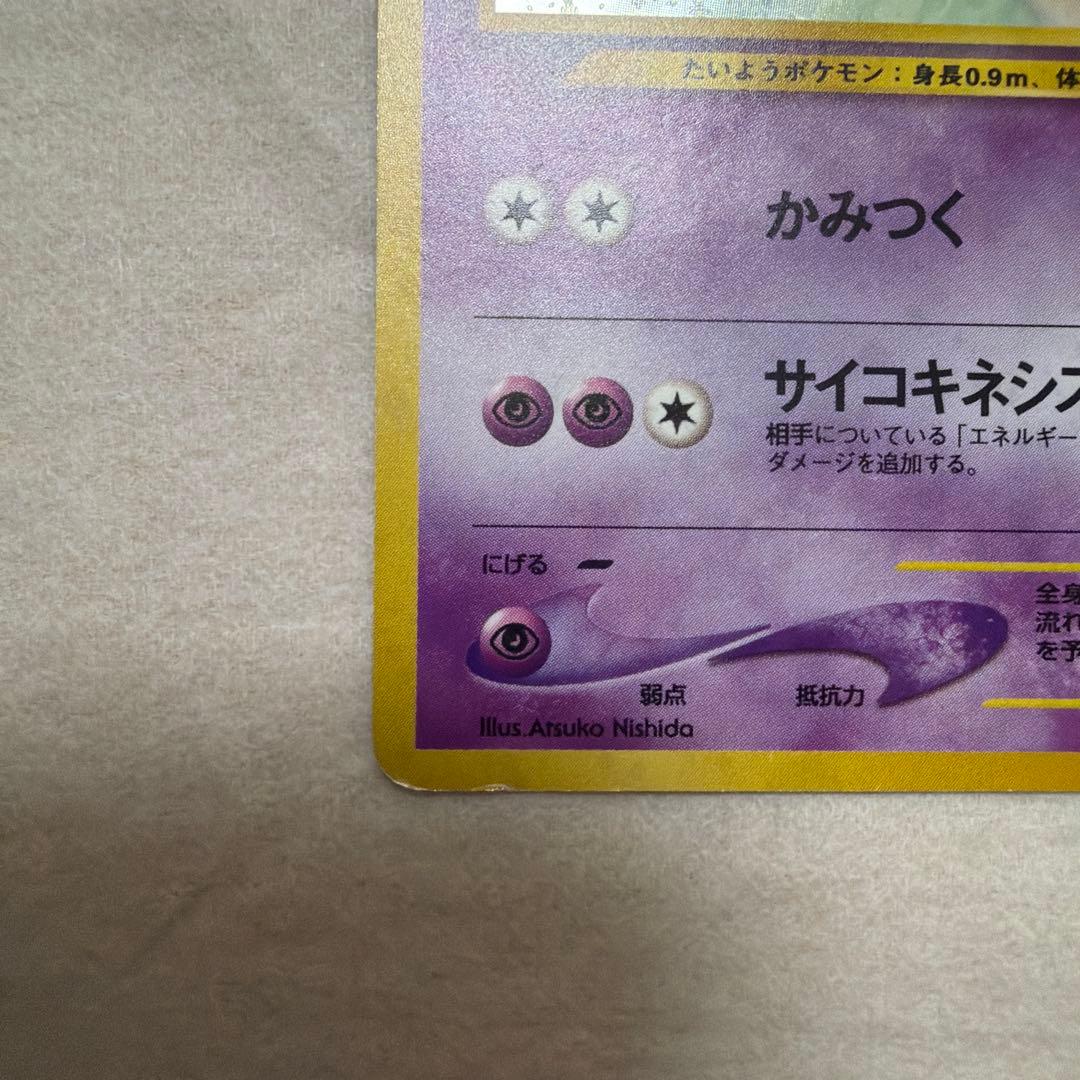 たいようポケモン：身長0.9m、体
かみつく
サイコキネシス
相手についている「エネルギー
ダメージを追加する。
にげる
全身
流れ
を予
弱点 抵抗力
Illus. Atsuko Nishida